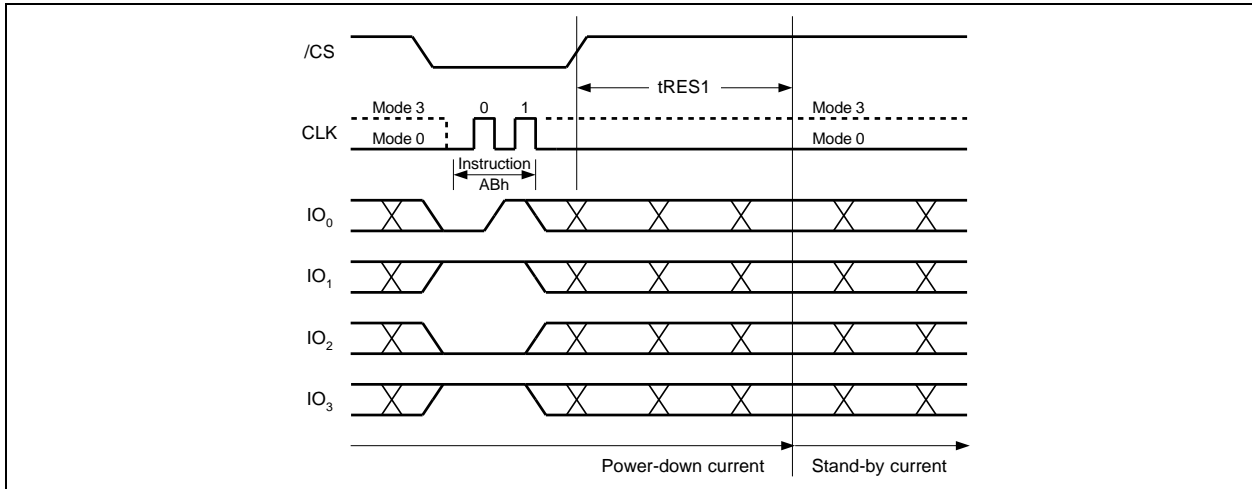 /CS
tRES1
Mode 3 0 1 Mode 3
CLK
Mode 0 Mode 0
Instruction
ABh
IO0
IO1
IO2
IO3
Power-down current Stand-by current